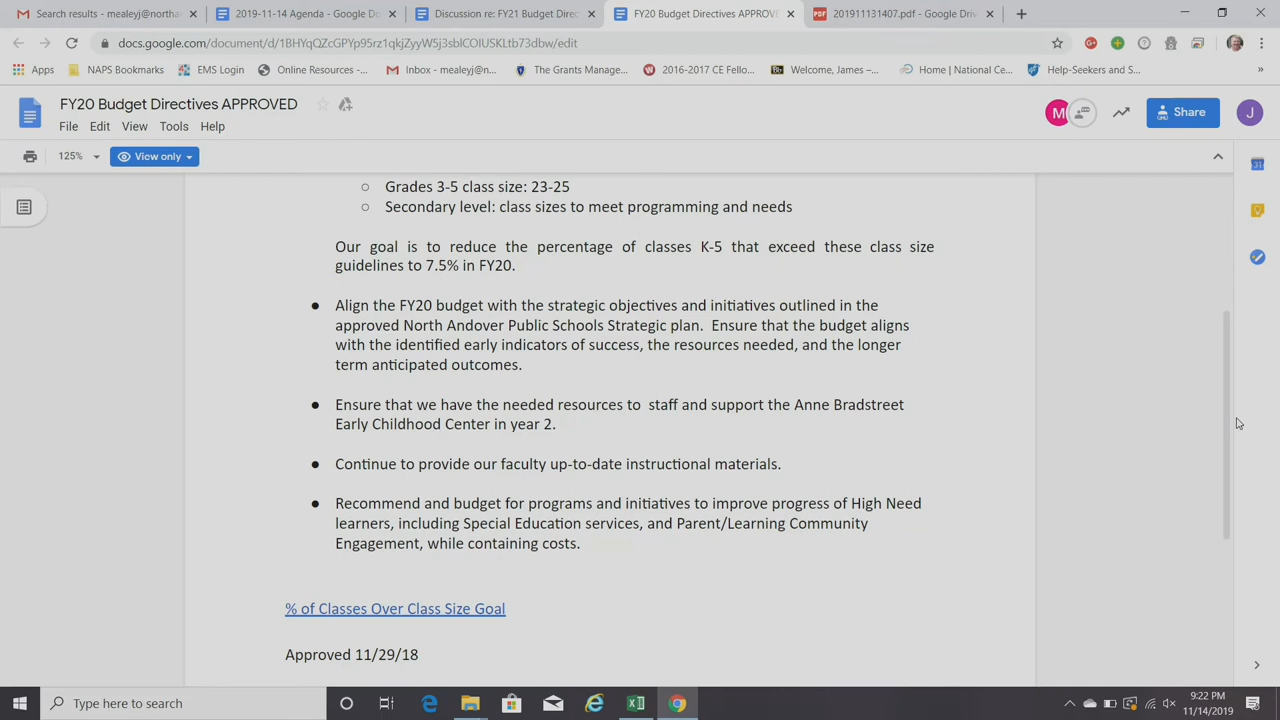 Search results - mealeyj@northa
2019-11-14 Agenda - Google Do
Discussion re: FY21 Budget Direc
FY20 Budget Directives APPROVE
201911131407.pdf - Google Driv
docs.google.com/document/d/1BHYqQZcGPYp95rz1qkjZyyW5j3sblCOIUSKLtb73dbw/edit
Apps NAPS Bookmarks EMS Login Online Resources -... Inbox - mealeyj@n... The Grants Manage... 2016-2017 CE Fello... Welcome, James –... Home | National Ce... Help-Seekers and S... »
FY20 Budget Directives APPROVED
M
Share
J
File Edit View Tools Help
125% View only
31
○ Grades 3-5 class size: 23-25
○ Secondary level: class sizes to meet programming and needs
Our goal is to reduce the percentage of classes K-5 that exceed these class size
guidelines to 7.5% in FY20.
● Align the FY20 budget with the strategic objectives and initiatives outlined in the
approved North Andover Public Schools Strategic plan. Ensure that the budget aligns
with the identified early indicators of success, the resources needed, and the longer
term anticipated outcomes.
● Ensure that we have the needed resources to staff and support the Anne Bradstreet
Early Childhood Center in year 2.
● Continue to provide our faculty up-to-date instructional materials.
● Recommend and budget for programs and initiatives to improve progress of High Need
learners, including Special Education services, and Parent/Learning Community
Engagement, while containing costs.
% of Classes Over Class Size Goal
Approved 11/29/18
Type here to search
9:22 PM
11/14/2019